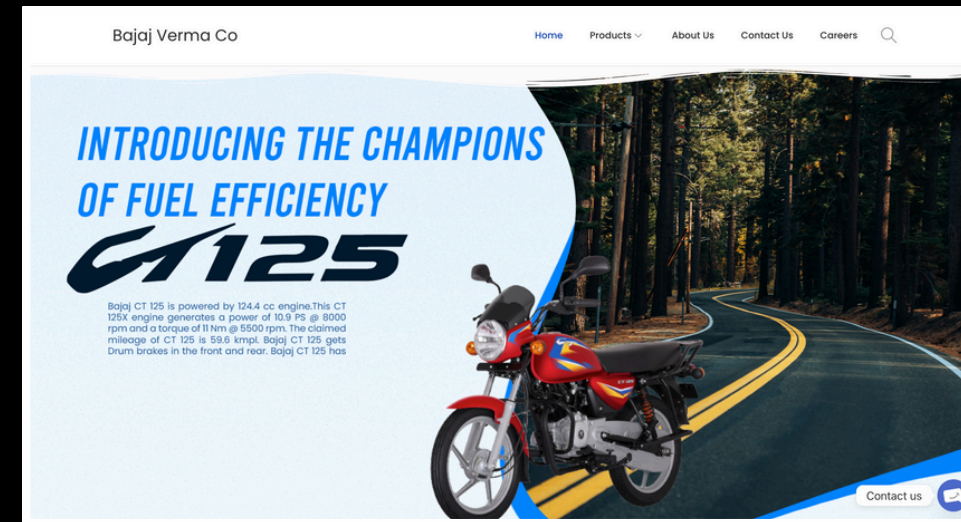 Bajaj Verma Co
Home Products About Us Contact Us Careers
INTRODUCING THE CHAMPIONS
OF FUEL EFFICIENCY
CT125
Bajaj CT 125 is powered by 124.4 cc engine.This CT
125X engine generates a power of 10.9 PS @ 8000
rpm and a torque of 11 Nm @ 5500 rpm. The claimed
mileage of CT 125 is 59.6 kmpl. Bajaj CT 125 gets
Drum brakes in the front and rear. Bajaj CT 125 has
CT 125
Contact us